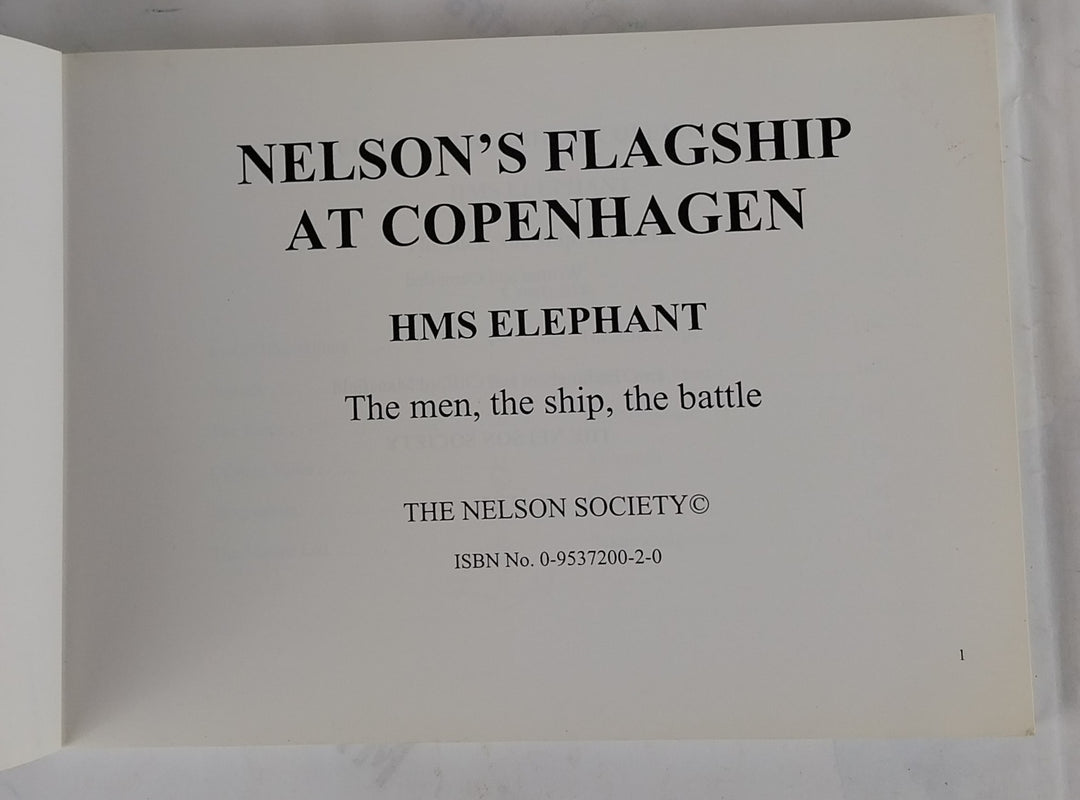 NELSON'S FLAGSHIP
AT COPENHAGEN
HMS ELEPHANT
The men, the ship, the battle
THE NELSON SOCIETY©
ISBN No. 0-9537200-2-0
1